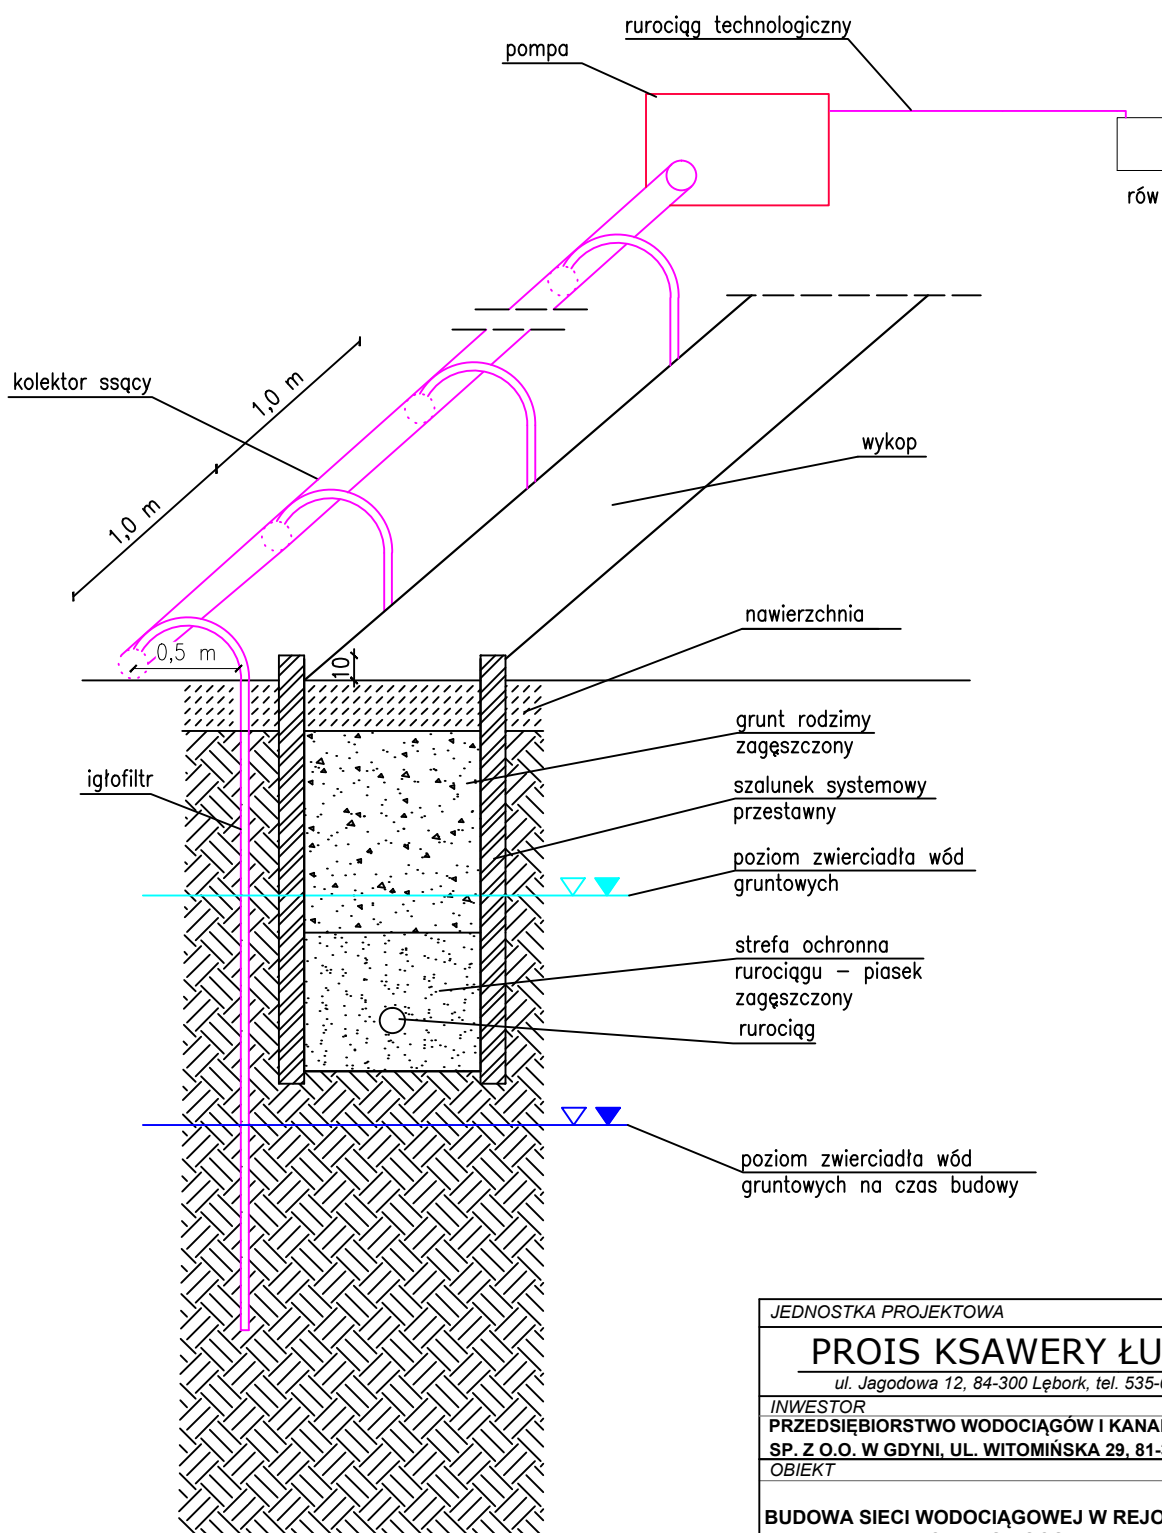 rurociąg technologiczny
pompa
rów
kolektor ssący
1,0 m
1,0 m
wykop
nawierzchnia
0,5 m
10
grunt rodzimy
zagęszczony
igłofiltr
szalunek systemowy
przestawny
poziom zwierciadła wód
gruntowych
strefa ochronna
rurociągu – piasek
zagęszczony
rurociąg
poziom zwierciadła wód
gruntowych na czas budowy
JEDNOSTKA PROJEKTOWA
PROIS KSAWERY ŁU
ul. Jagodowa 12, 84-300 Lębork, tel. 535-
INWESTOR
PRZEDSIĘBIORSTWO WODOCIĄGÓW I KANA
SP. Z O.O. W GDYNI, UL. WITOMIŃSKA 29, 81-
OBIEKT
BUDOWA SIECI WODOCIĄGOWEJ W REJO